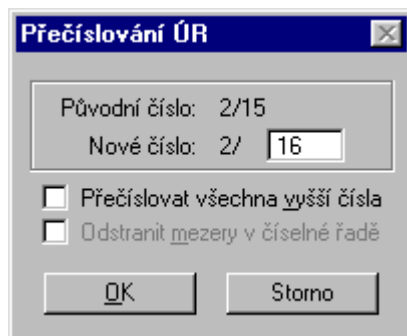 Přečíslování ÚR
Původní číslo: 2/15
Nové číslo: 2/ 16
Přečíslovat všechna vyšší čísla
Odstranit mezery v číselné řadě
OK Storno